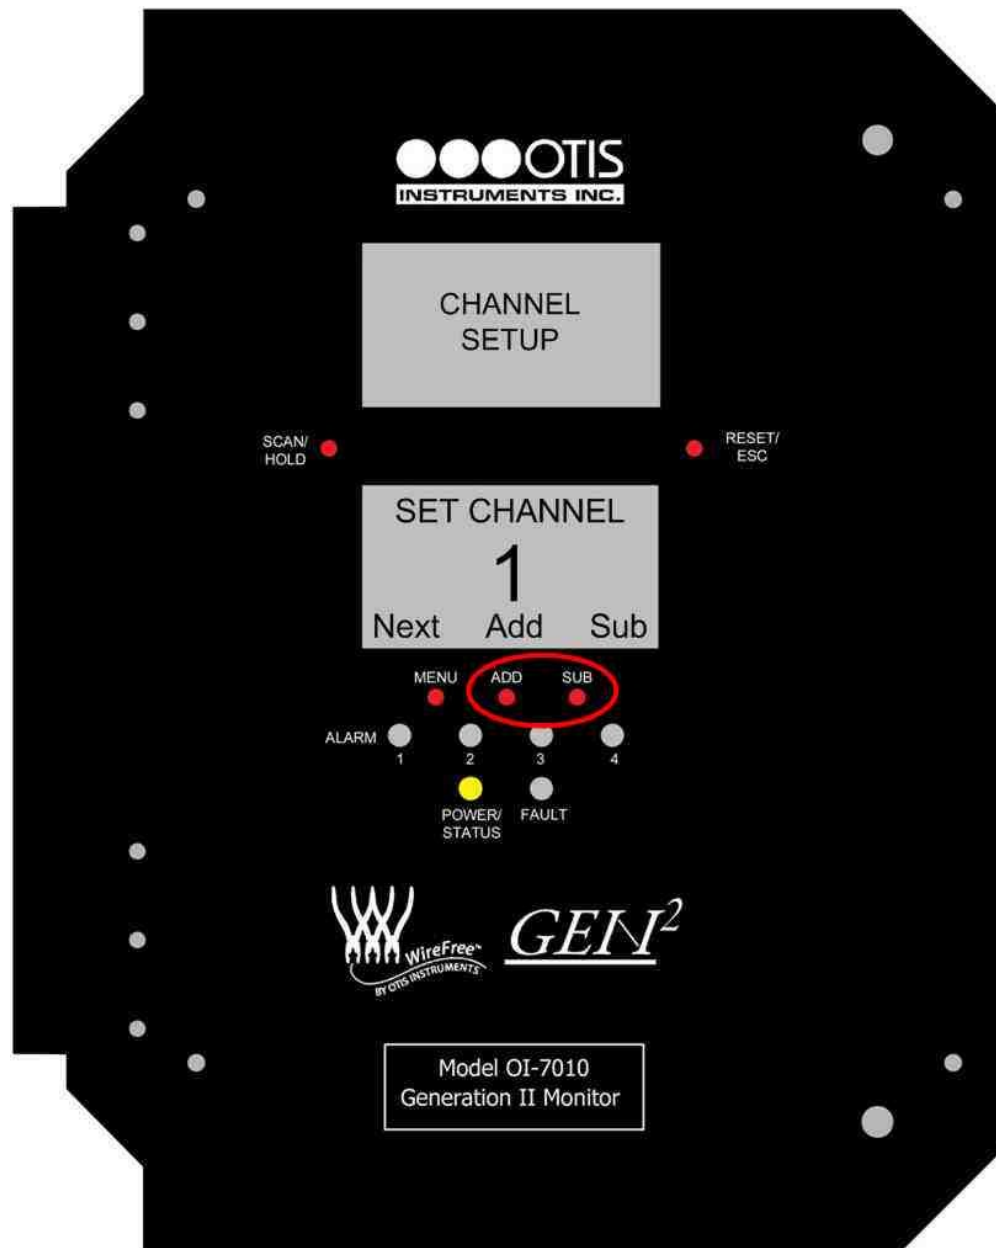 OTIS
INSTRUMENTS INC.
CHANNEL
SETUP
SCAN/
HOLD
RESET/
ESC
SET CHANNEL
1
Next Add Sub
MENU ADD SUB
ALARM
1 2 3 4
POWER/
STATUS
FAULT
WireFree™
BY OTIS INSTRUMENTS
GEN²
Model OI-7010
Generation II Monitor